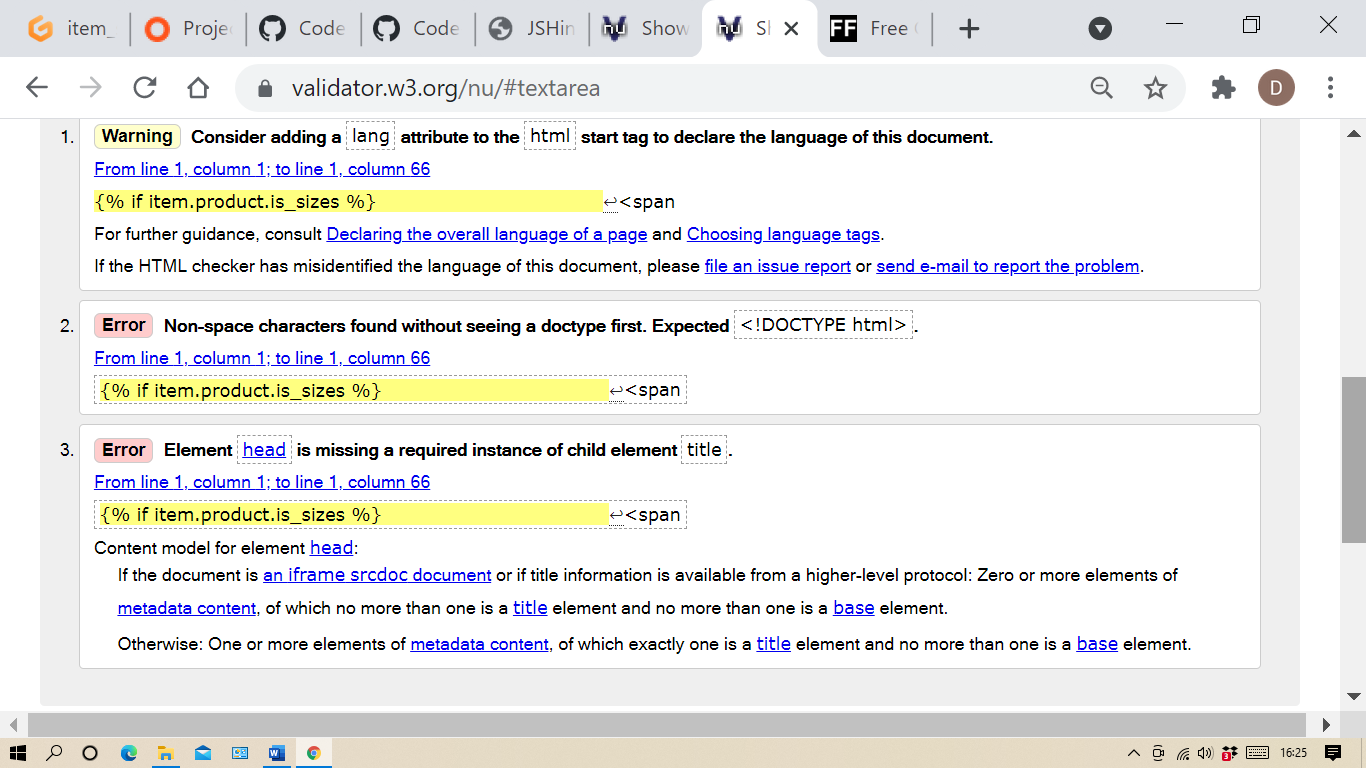 item_ Projec Code Code JSHin Show Sh Free
validator.w3.org/nu/#textarea D
1. Warning Consider adding a lang attribute to the html start tag to declare the language of this document.
From line 1, column 1; to line 1, column 66
{% if item.product.is_sizes %} ↩<span
For further guidance, consult Declaring the overall language of a page and Choosing language tags.
If the HTML checker has misidentified the language of this document, please file an issue report or send e-mail to report the problem.
2. Error Non-space characters found without seeing a doctype first. Expected <!DOCTYPE html>.
From line 1, column 1; to line 1, column 66
{% if item.product.is_sizes %} ↩<span
3. Error Element head is missing a required instance of child element title.
From line 1, column 1; to line 1, column 66
{% if item.product.is_sizes %} ↩<span
Content model for element head:
If the document is an iframe srcdoc document or if title information is available from a higher-level protocol: Zero or more elements of
metadata content, of which no more than one is a title element and no more than one is a base element.
Otherwise: One or more elements of metadata content, of which exactly one is a title element and no more than one is a base element.
16:25